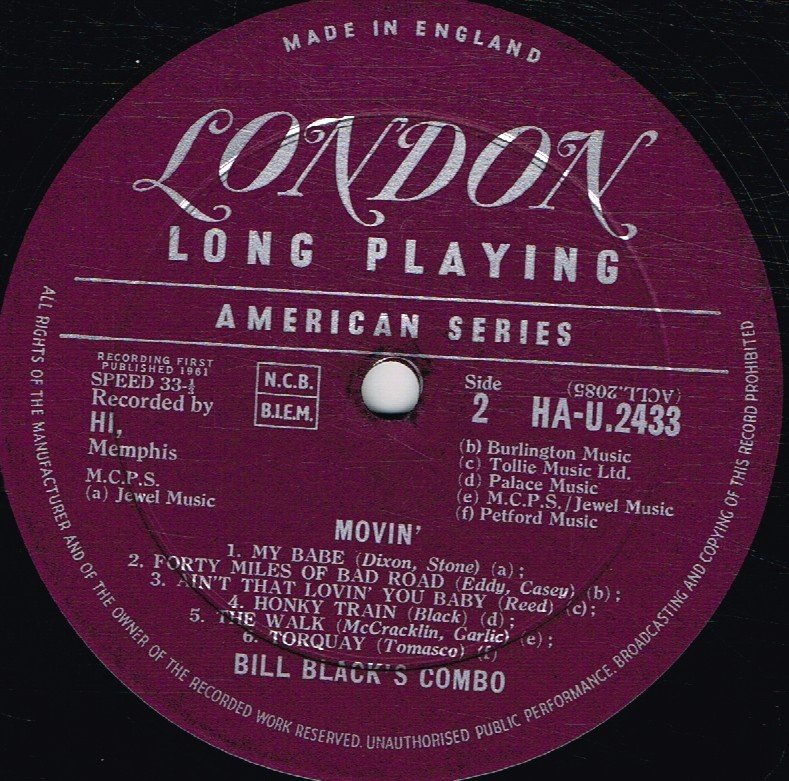 MADE IN ENGLAND
LONDON
LONG PLAYING
AMERICAN SERIES
RECORDING FIRST
PUBLISHED 1961
SPEED 33-⅓
Recorded by
HI,
Memphis
M.C.P.S.
(a) Jewel Music
N.C.B.
B.I.E.M.
Side
2
(ACLL.2085)
HA-U.2433
(b) Burlington Music
(c) Tollie Music Ltd.
(d) Palace Music
(e) M.C.P.S./Jewel Music
(f) Petford Music
MOVIN'
1. MY BABE (Dixon, Stone) (a);
2. FORTY MILES OF BAD ROAD (Eddy, Casey) (b);
3. AIN'T THAT LOVIN' YOU BABY (Reed) (c);
4. HONKY TRAIN (Black) (d);
5. THE WALK (McCracklin, Garlic) (e);
6. TORQUAY (Tomasco) (f)
BILL BLACK'S COMBO
ALL RIGHTS OF THE MANUFACTURER AND OF THE OWNER OF THE RECORDED WORK RESERVED. UNAUTHORISED PUBLIC PERFORMANCE. BROADCASTING AND COPYING OF THIS RECORD PROHIBITED